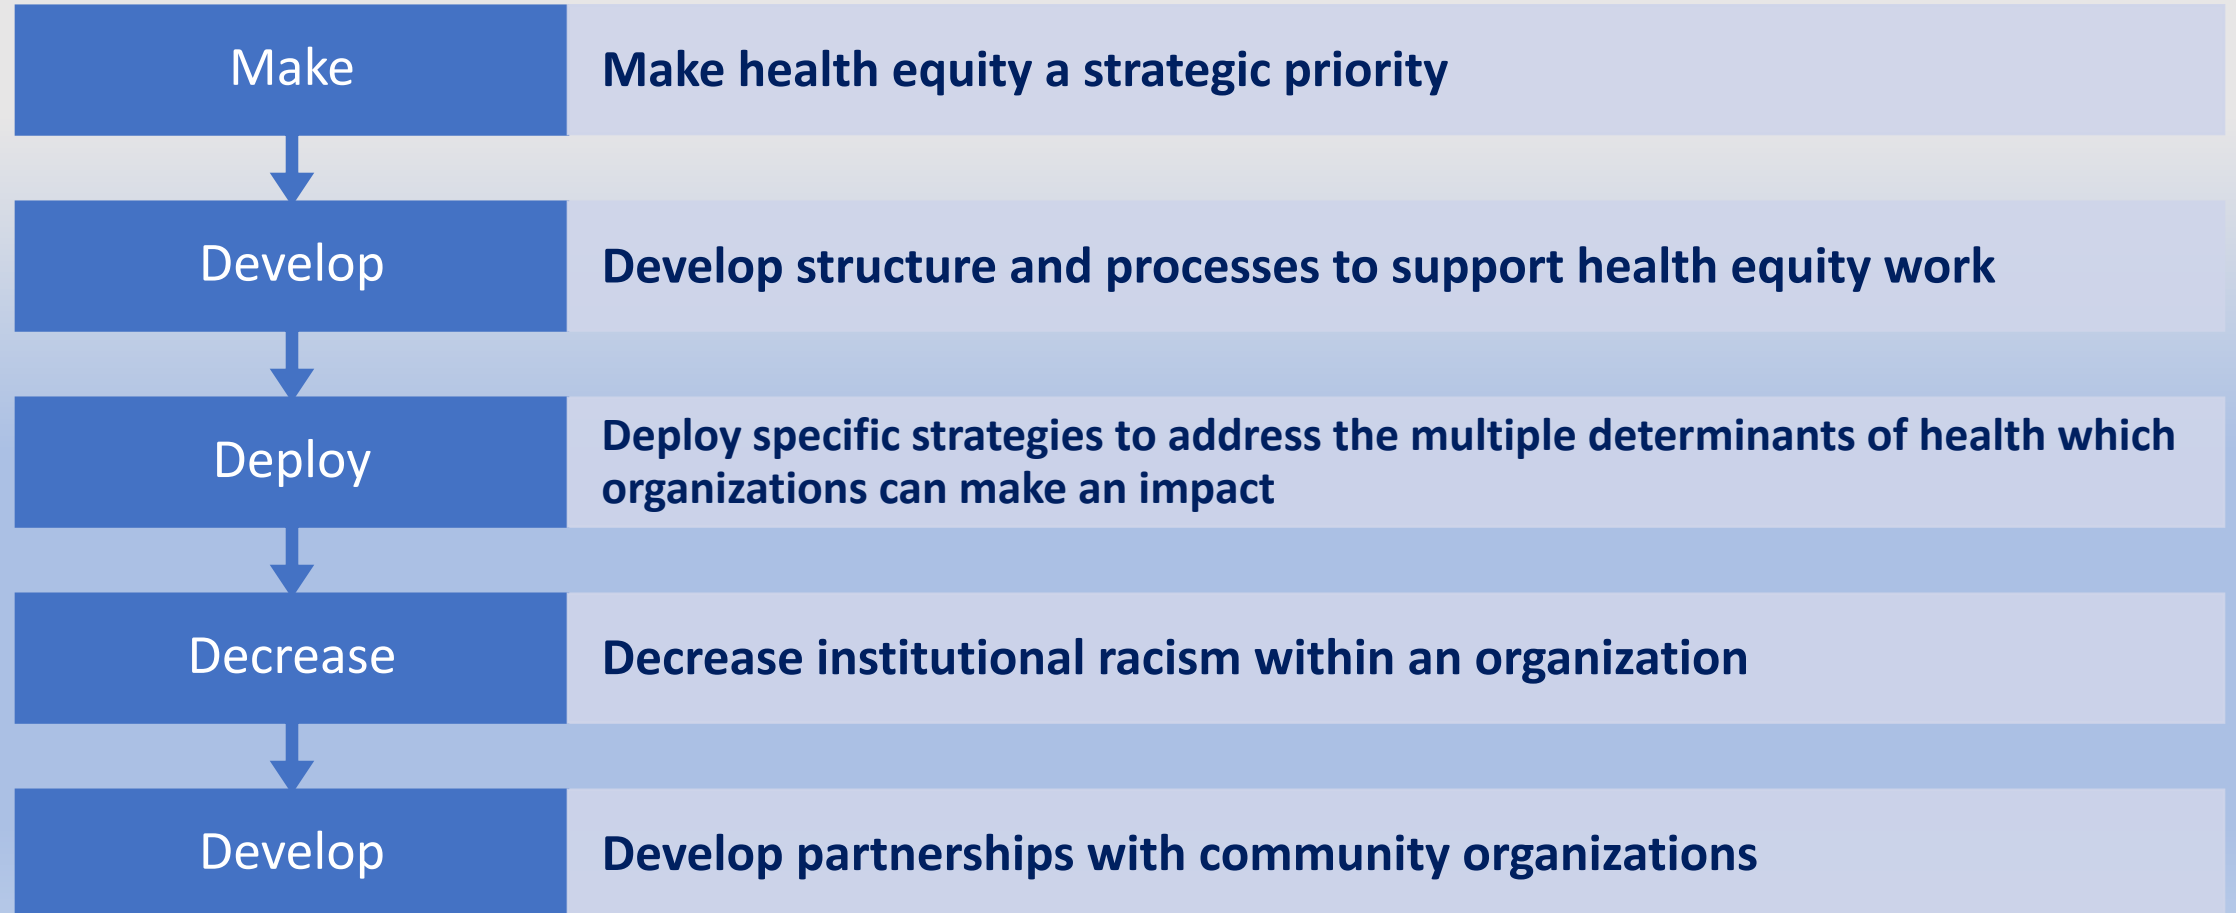 Make
Make health equity a strategic priority
Develop
Develop structure and processes to support health equity work
Deploy
Deploy specific strategies to address the multiple determinants of health which
organizations can make an impact
Decrease
Decrease institutional racism within an organization
Develop
Develop partnerships with community organizations